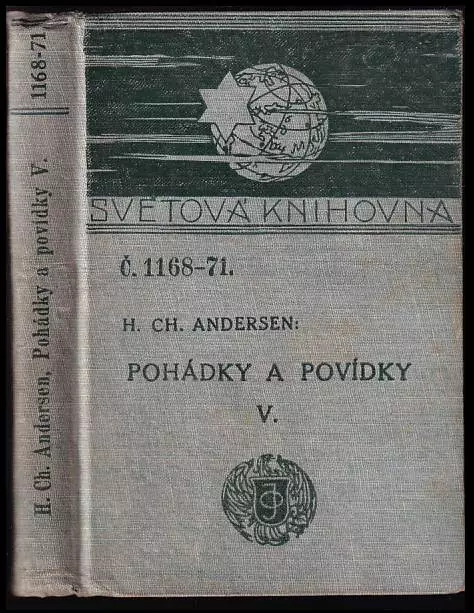 1168-71
H. Ch. Andersen, Pohádky a povídky V.
SVĚTOVÁ KNIHOVNA
Č. 1168-71.
H. CH. ANDERSEN:
POHÁDKY A POVÍDKY
V.